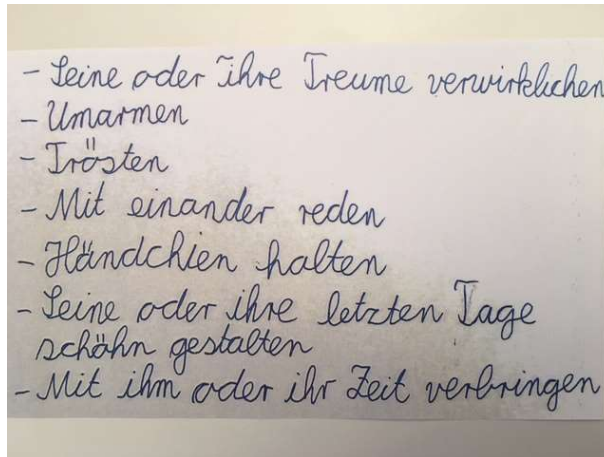 - Seine oder Ihre Treume verwirklichen
- Umarmen
- Trösten
- Mit einander reden
- Händchien halten
- Seine oder ihre letzten Tage
schöhn gestalten
- Mit ihm oder ihr Zeit verbringen